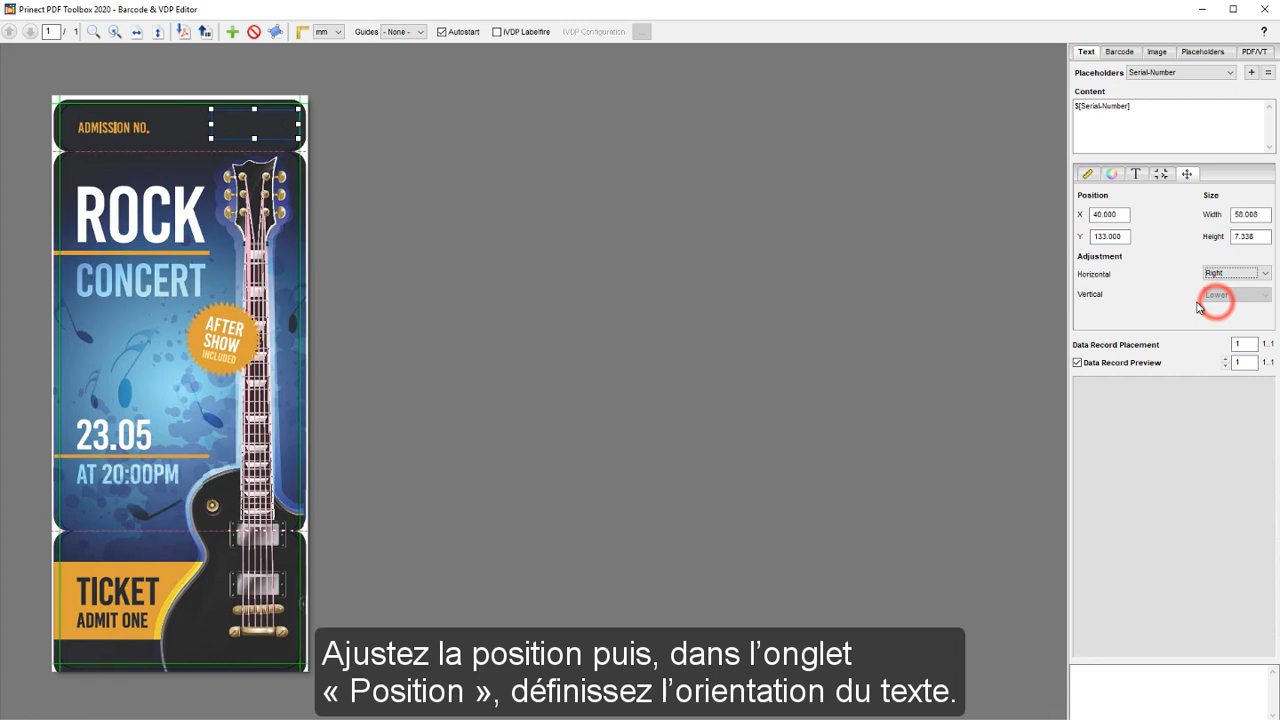 Prinect PDF Toolbox 2020 - Barcode & VDP Editor
1 / 1 mm Guides - None - Autostart IVDP Labelfire IVDP Configuration ... ?
Text Barcode Image Placeholders PDF/VT
Placeholders Serial-Number + =
Content
$[Serial-Number]
Position Size
X 40.000 Width 58.008
Y 133.000 Height 7.338
Adjustment
Horizontal Right
Vertical Lower
Data Record Placement 1 1..1
Data Record Preview 1 1..1
ADMISSION NO.
ROCK
CONCERT
AFTER
SHOW
INCLUDED
23.05
AT 20:00PM
TICKET
ADMIT ONE
Ajustez la position puis, dans l’onglet
« Position », définissez l’orientation du texte.